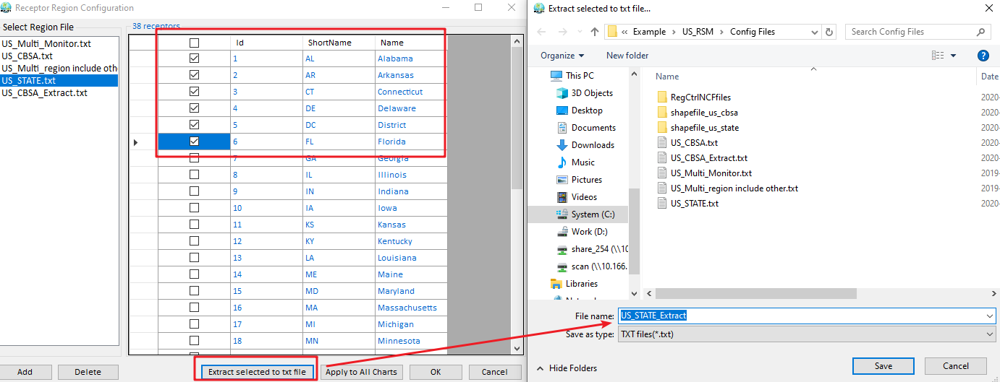 Receptor Region Configuration
Select Region File
US_Multi_Monitor.txt
US_CBSA.txt
US_Multi_region include othe
US_STATE.txt
US_CBSA_Extract.txt
38 receptors
Id ShortName Name
1 AL Alabama
2 AR Arkansas
3 CT Connecticut
4 DE Delaware
5 DC District
6 FL Florida
7 GA Georgia
8 IL Illinois
9 IN Indiana
10 IA Iowa
11 KS Kansas
12 KY Kentucky
13 LA Louisiana
14 ME Maine
15 MD Maryland
16 MA Massachusetts
17 MI Michigan
18 MN Minnesota
Add Delete Extract selected to txt file Apply to All Charts OK Cancel
Extract selected to txt file...
« Example › US_RSM › Config Files
Search Config Files
Organize New folder
This PC
3D Objects
Desktop
Documents
Downloads
Music
Pictures
Videos
System (C:)
Work (D:)
share_254 (\\10
scan (\\10.166.
Libraries
Name Date
RegCtrlNCFfiles 2020-
shapefile_us_cbsa 2020-
shapefile_us_state 2020-
US_CBSA.txt 2020-
US_CBSA_Extract.txt 2020-
US_Multi_Monitor.txt 2019-
US_Multi_region include other.txt 2019-
US_STATE.txt 2020-
File name: US_STATE_Extract
Save as type: TXT files(*.txt)
Hide Folders
Save Cancel